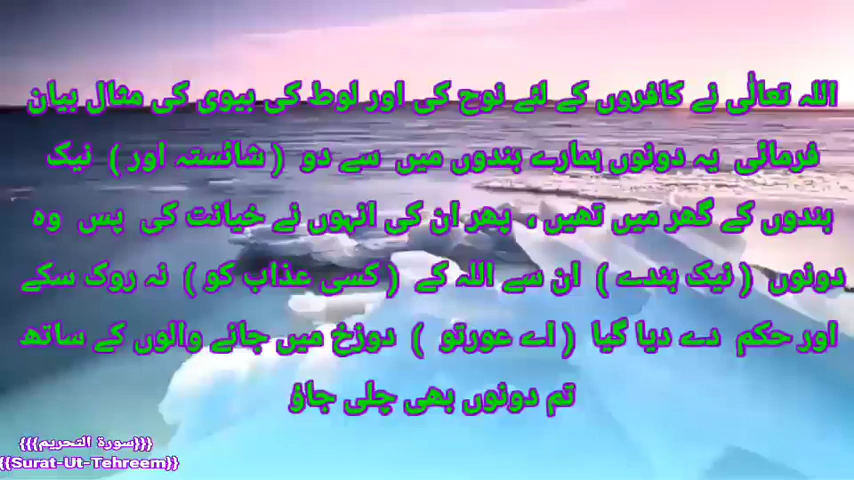 اللہ تعالٰی نے کافروں کے لئے نوح کی اور لوط کی بیوی کی مثال بیان
فرمائی یہ دونوں ہمارے بندوں میں سے دو ( شائستہ اور ) نیک
بندوں کے گھر میں تھیں ، پھر ان کی انہوں نے خیانت کی پس وہ
دونوں ( نیک بندے ) ان سے اللہ کے ( کسی عذاب کو ) نہ روک سکے
اور حکم دے دیا گیا ( اے عورتو ) دوزخ میں جانے والوں کے ساتھ
تم دونوں بھی چلی جاؤ
{{{سورة التحريم}}}
{{Surat-Ut-Tehreem}}